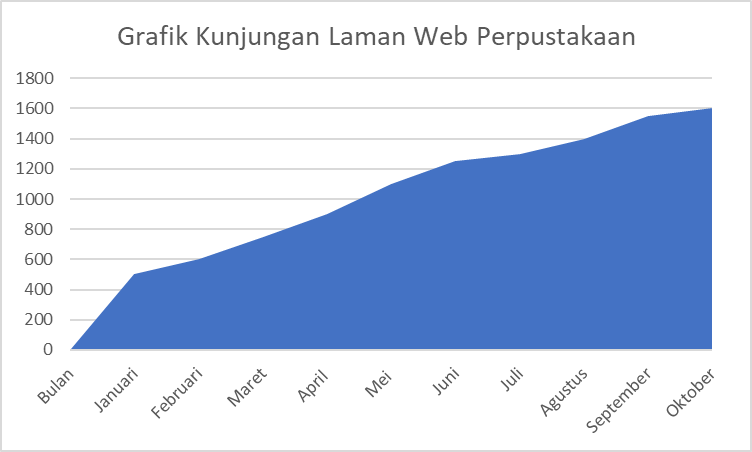 Grafik Kunjungan Laman Web Perpustakaan
1800
1600
1400
1200
1000
800
600
400
200
0
Bulan
Januari
Februari
Maret
April
Mei
Juni
Juli
Agustus
September
Oktober